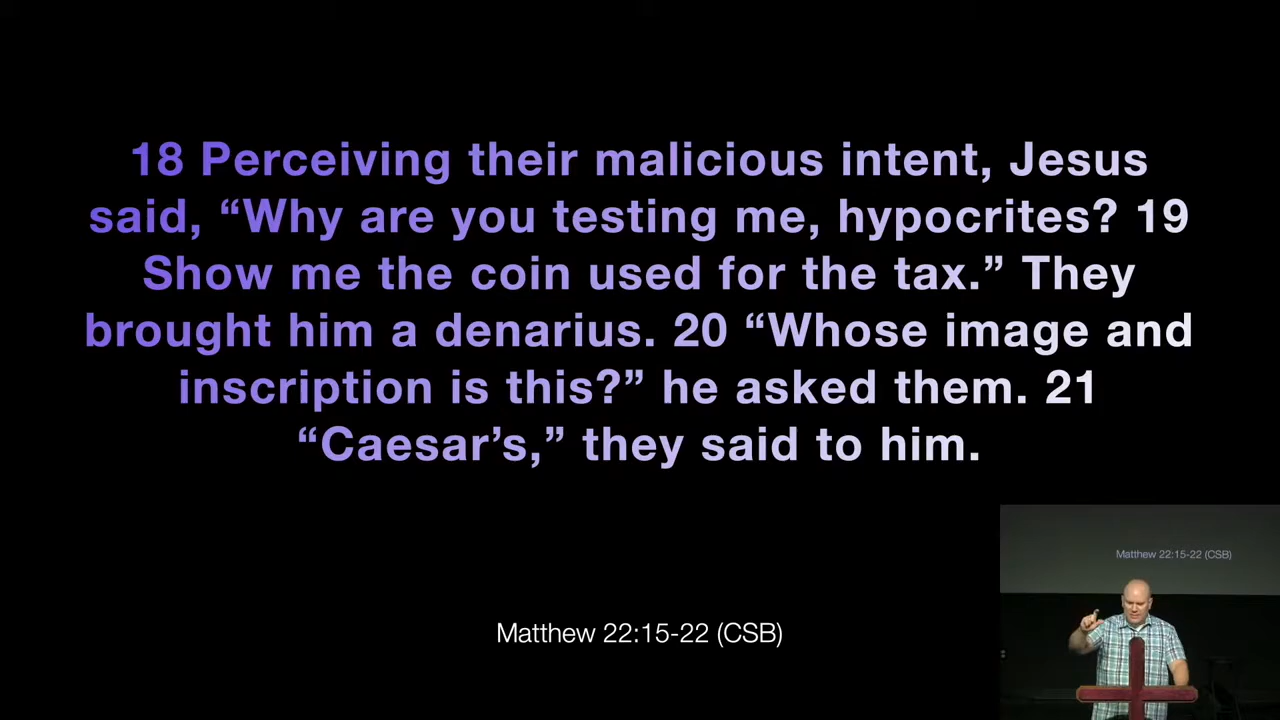 18 Perceiving their malicious intent, Jesus
said, “Why are you testing me, hypocrites? 19
Show me the coin used for the tax.” They
brought him a denarius. 20 “Whose image and
inscription is this?” he asked them. 21
“Caesar’s,” they said to him.
Matthew 22:15-22 (CSB)
Matthew 22:15-22 (CSB)